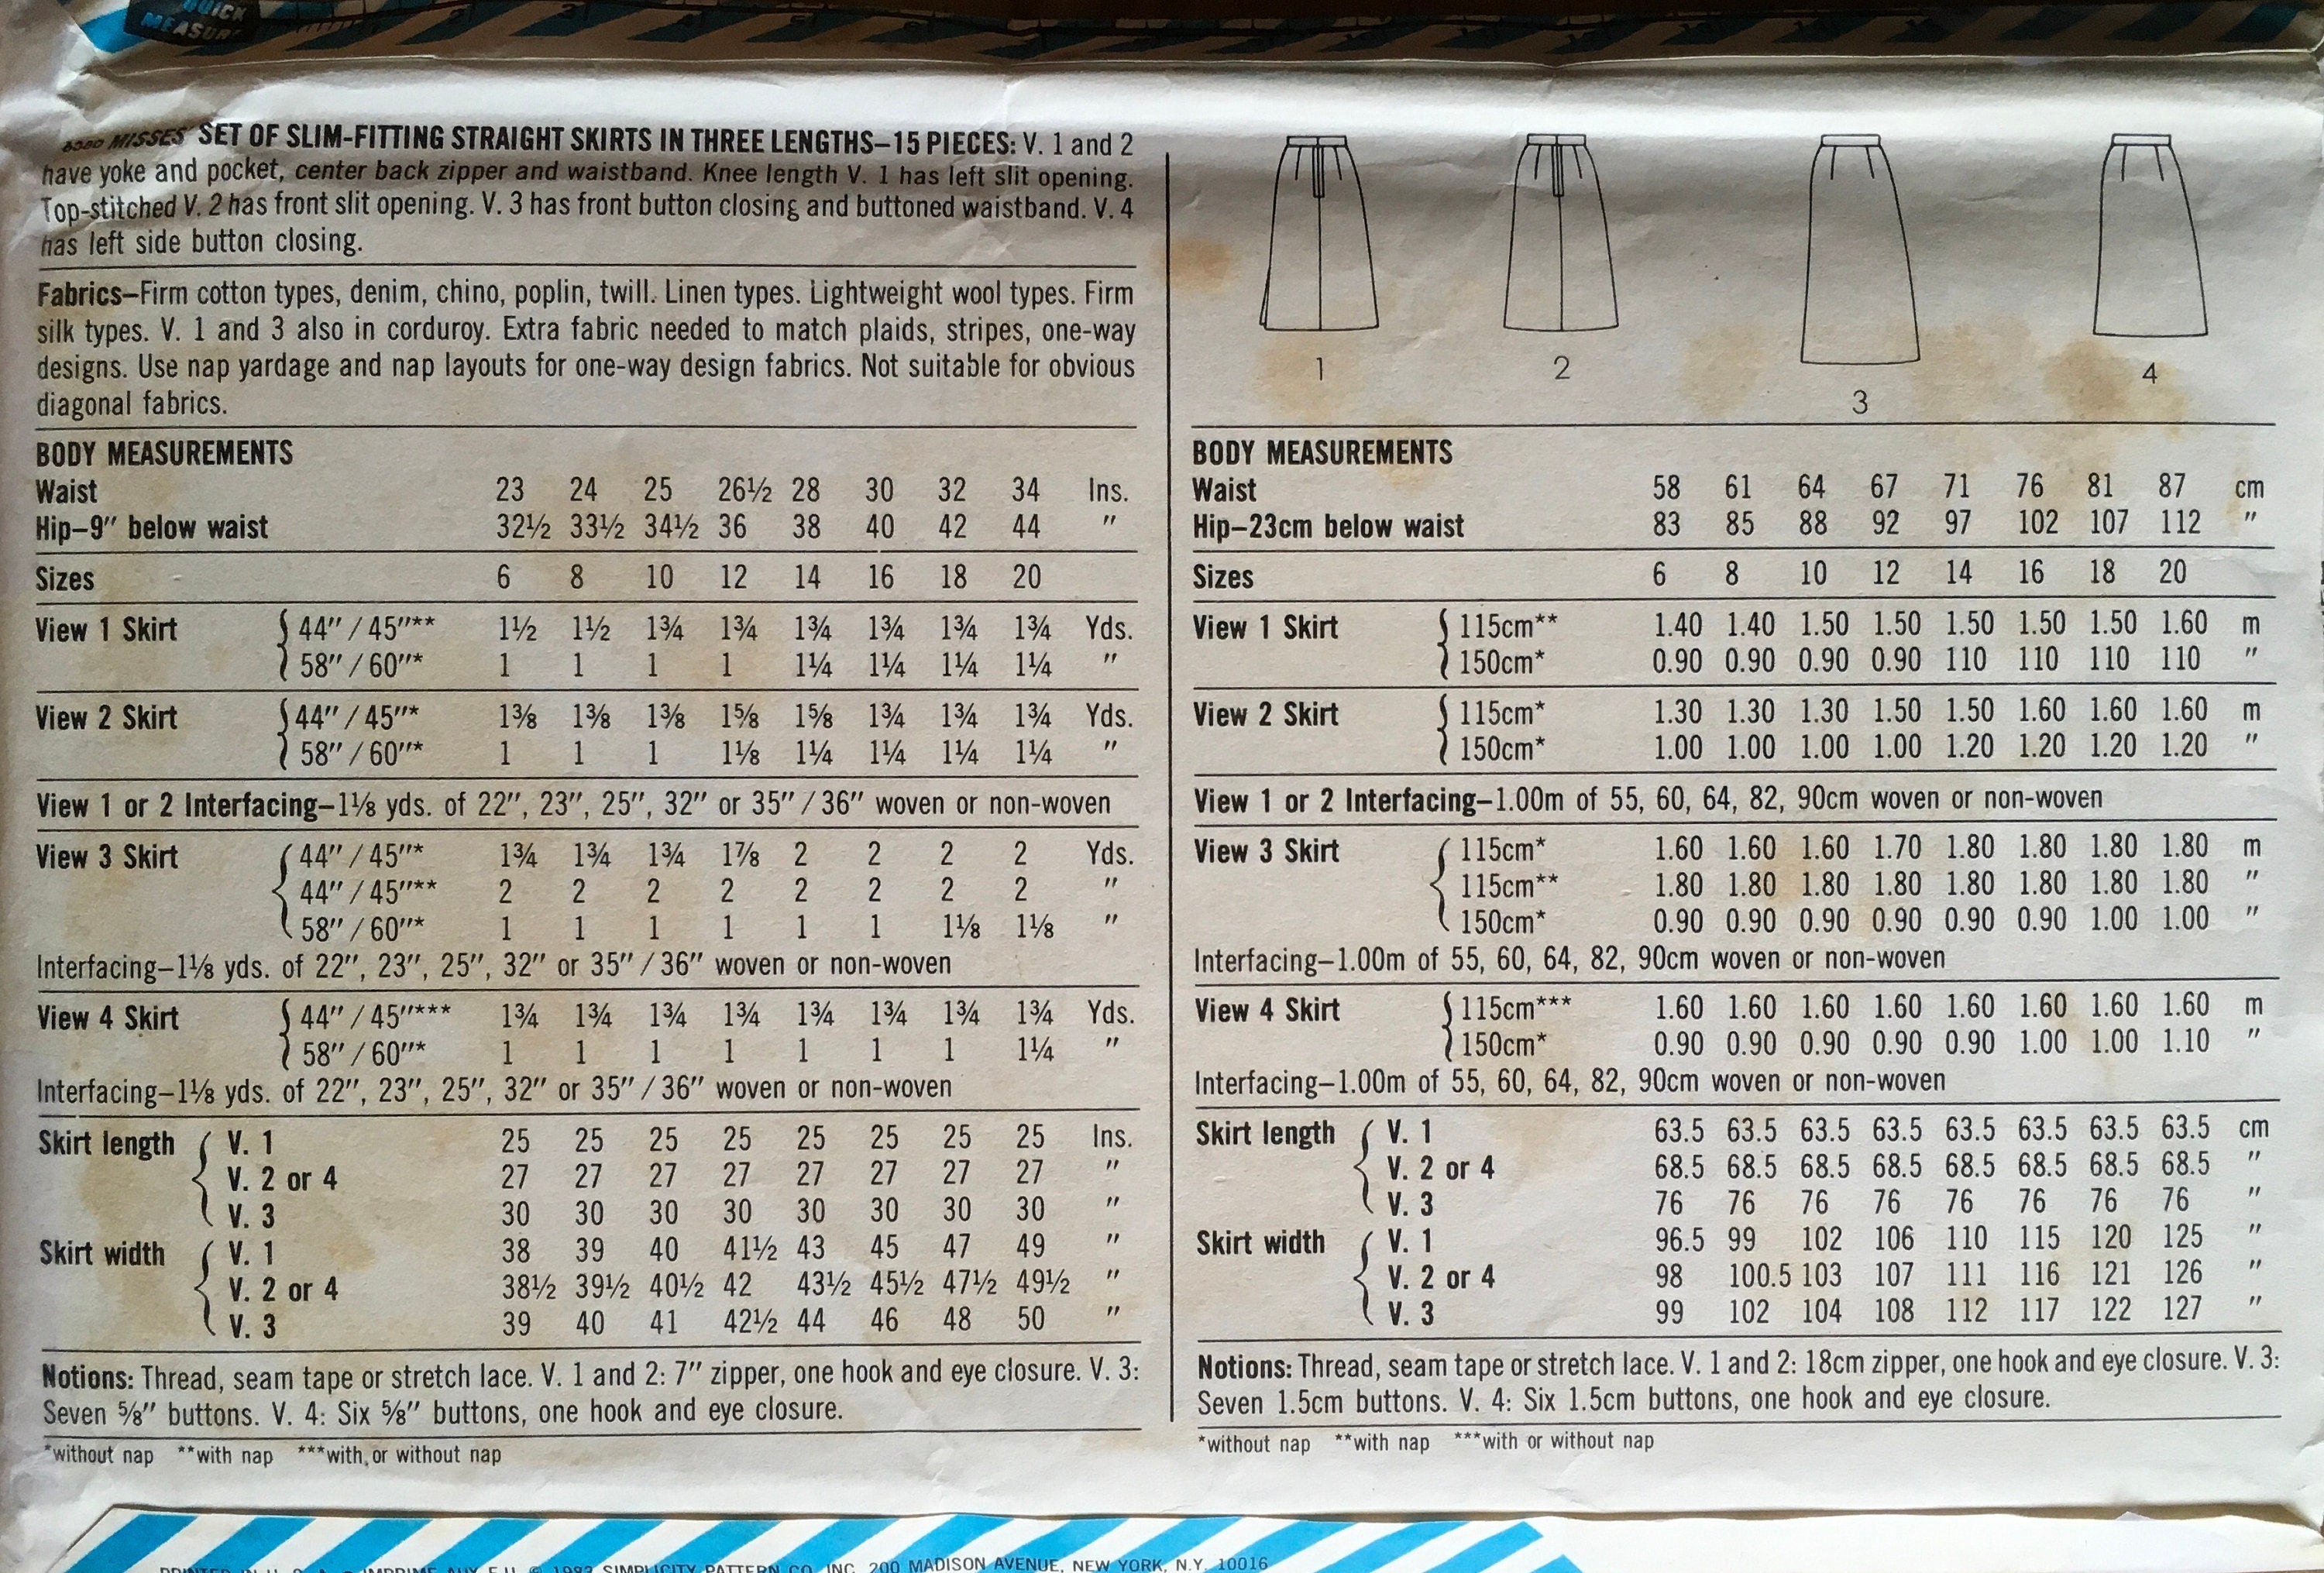 QUICK
MEASUR
MISSES' SET OF SLIM-FITTING STRAIGHT SKIRTS IN THREE LENGTHS–15 PIECES: V. 1 and 2
have yoke and pocket, center back zipper and waistband. Knee length V. 1 has left slit opening.
Top-stitched V. 2 has front slit opening. V. 3 has front button closing and buttoned waistband. V. 4
has left side button closing.
Fabrics–Firm cotton types, denim, chino, poplin, twill. Linen types. Lightweight wool types. Firm
silk types. V. 1 and 3 also in corduroy. Extra fabric needed to match plaids, stripes, one-way
designs. Use nap yardage and nap layouts for one-way design fabrics. Not suitable for obvious
diagonal fabrics.
BODY MEASUREMENTS
Waist 23 24 25 26½ 28 30 32 34 Ins.
Hip–9″ below waist 32½ 33½ 34½ 36 38 40 42 44 ″
Sizes 6 8 10 12 14 16 18 20
View 1 Skirt 44″/45″** 1½ 1½ 1¾ 1¾ 1¾ 1¾ 1¾ 1¾ Yds.
58″/60″* 1 1 1 1 1¼ 1¼ 1¼ 1¼ ″
View 2 Skirt 44″/45″* 1⅜ 1⅜ 1⅜ 1⅝ 1⅝ 1¾ 1¾ 1¾ Yds.
58″/60″* 1 1 1 1⅛ 1¼ 1¼ 1¼ 1¼ ″
View 1 or 2 Interfacing–1⅛ yds. of 22″, 23″, 25″, 32″ or 35″/36″ woven or non-woven
View 3 Skirt 44″/45″* 1¾ 1¾ 1¾ 1⅞ 2 2 2 2 Yds.
44″/45″** 2 2 2 2 2 2 2 2 ″
58″/60″* 1 1 1 1 1 1 1⅛ 1⅛ ″
Interfacing–1⅛ yds. of 22″, 23″, 25″, 32″ or 35″/36″ woven or non-woven
View 4 Skirt 44″/45″*** 1¾ 1¾ 1¾ 1¾ 1¾ 1¾ 1¾ 1¾ Yds.
58″/60″* 1 1 1 1 1 1 1 1¼ ″
Interfacing–1⅛ yds. of 22″, 23″, 25″, 32″ or 35″/36″ woven or non-woven
Skirt length V. 1 25 25 25 25 25 25 25 25 Ins.
V. 2 or 4 27 27 27 27 27 27 27 27 ″
V. 3 30 30 30 30 30 30 30 30 ″
Skirt width V. 1 38 39 40 41½ 43 45 47 49 ″
V. 2 or 4 38½ 39½ 40½ 42 43½ 45½ 47½ 49½ ″
V. 3 39 40 41 42½ 44 46 48 50 ″
Notions: Thread, seam tape or stretch lace. V. 1 and 2: 7″ zipper, one hook and eye closure. V. 3:
Seven ⅝″ buttons. V. 4: Six ⅝″ buttons, one hook and eye closure.
*without nap **with nap ***with or without nap
1 2 3 4
BODY MEASUREMENTS
Waist 58 61 64 67 71 76 81 87 cm
Hip–23cm below waist 83 85 88 92 97 102 107 112 ″
Sizes 6 8 10 12 14 16 18 20
View 1 Skirt 115cm** 1.40 1.40 1.50 1.50 1.50 1.50 1.50 1.60 m
150cm* 0.90 0.90 0.90 0.90 110 110 110 110 ″
View 2 Skirt 115cm* 1.30 1.30 1.30 1.50 1.50 1.60 1.60 1.60 m
150cm* 1.00 1.00 1.00 1.00 1.20 1.20 1.20 1.20 ″
View 1 or 2 Interfacing–1.00m of 55, 60, 64, 82, 90cm woven or non-woven
View 3 Skirt 115cm* 1.60 1.60 1.60 1.70 1.80 1.80 1.80 1.80 m
115cm** 1.80 1.80 1.80 1.80 1.80 1.80 1.80 1.80 ″
150cm* 0.90 0.90 0.90 0.90 0.90 0.90 1.00 1.00 ″
Interfacing–1.00m of 55, 60, 64, 82, 90cm woven or non-woven
View 4 Skirt 115cm*** 1.60 1.60 1.60 1.60 1.60 1.60 1.60 1.60 m
150cm* 0.90 0.90 0.90 0.90 0.90 1.00 1.00 1.10 ″
Interfacing–1.00m of 55, 60, 64, 82, 90cm woven or non-woven
Skirt length V. 1 63.5 63.5 63.5 63.5 63.5 63.5 63.5 63.5 cm
V. 2 or 4 68.5 68.5 68.5 68.5 68.5 68.5 68.5 68.5 ″
V. 3 76 76 76 76 76 76 76 76 ″
Skirt width V. 1 96.5 99 102 106 110 115 120 125 ″
V. 2 or 4 98 100.5 103 107 111 116 121 126 ″
V. 3 99 102 104 108 112 117 122 127 ″
Notions: Thread, seam tape or stretch lace. V. 1 and 2: 18cm zipper, one hook and eye closure. V. 3:
Seven 1.5cm buttons. V. 4: Six 1.5cm buttons, one hook and eye closure.
*without nap **with nap ***with or without nap
SIMPLICITY PATTERN CO. INC. 200 MADISON AVENUE, NEW YORK, N.Y. 10016